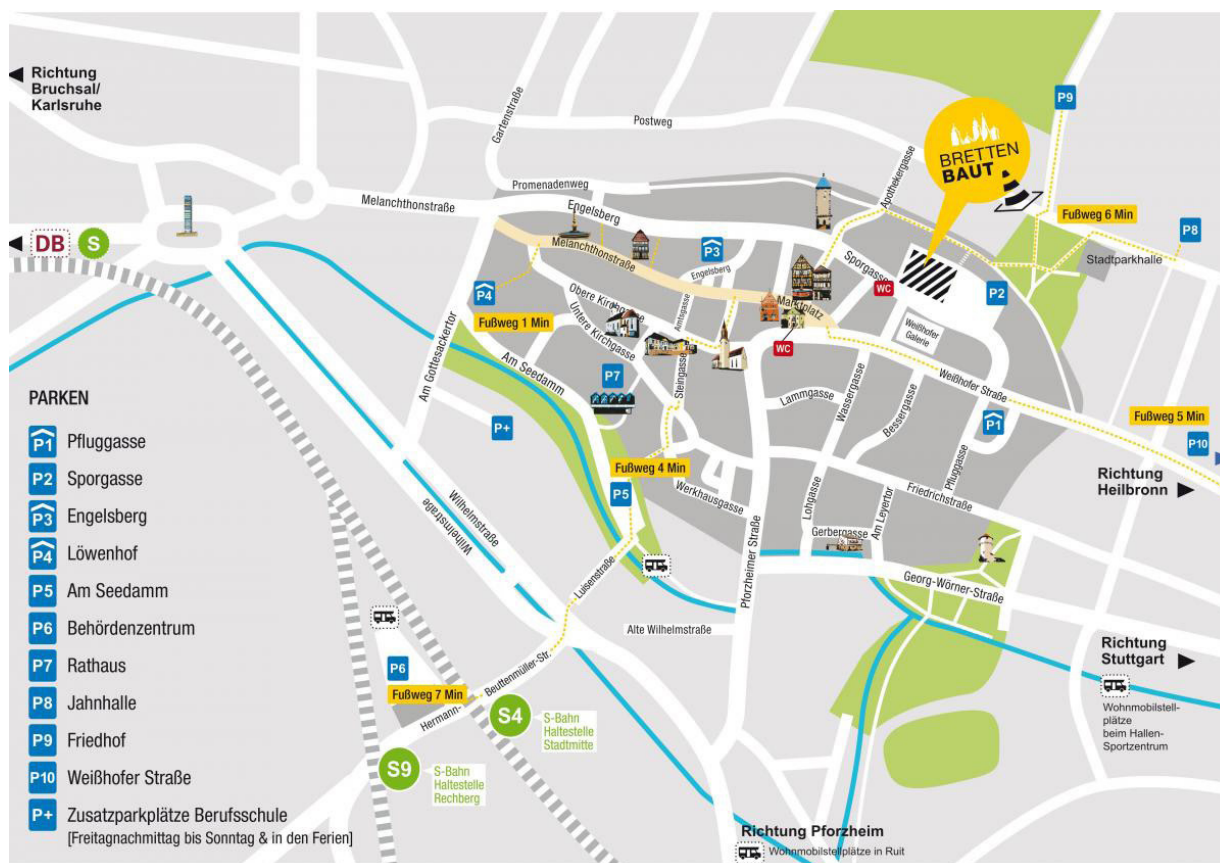 Richtung
Bruchsal/
Karlsruhe
Gartenstraße
Postweg
P9
BRETTEN
BAUT
Apothekergasse
Promenadenweg
Melanchthonstraße
Engelsberg
Fußweg 6 Min
P8
Stadtparkhalle
DB
S
Melanchthonstraße
P3
Engelsberg
Sporgasse
WC
P2
P4
Fußweg 1 Min
Obere Kirchgasse
Untere Kirchgasse
Amtsgasse
Marktplatz
WC
Weißhofer
Galerie
Am Gottesackertor
Am Seedamm
P7
Steingasse
Lammgasse
Wassergasse
Bessergasse
Weißhofer Straße
Fußweg 5 Min
P10
P1
Pfluggasse
Richtung
Heilbronn
P+
Fußweg 4 Min
P5
Werkhausgasse
Friedrichstraße
Lohgasse
Am Leyertor
Gerbergasse
Pforzheimer Straße
Georg-Wörner-Straße
Wilhelmstraße
Wilhelmstraße
Luisenstraße
Alte Wilhelmstraße
Richtung
Stuttgart
Wohnmobilstell-
plätze
beim Hallen-
Sportzentrum
P6
Fußweg 7 Min
Hermann-
Beuttenmüller-Str.
S4
S-Bahn
Haltestelle
Stadtmitte
S9
S-Bahn
Haltestelle
Rechberg
Richtung Pforzheim
Wohnmobilstellplätze in Ruit
PARKEN
P1 Pfluggasse
P2 Sporgasse
P3 Engelsberg
P4 Löwenhof
P5 Am Seedamm
P6 Behördenzentrum
P7 Rathaus
P8 Jahnhalle
P9 Friedhof
P10 Weißhofer Straße
P+ Zusatzparkplätze Berufsschule
[Freitagnachmittag bis Sonntag & in den Ferien]